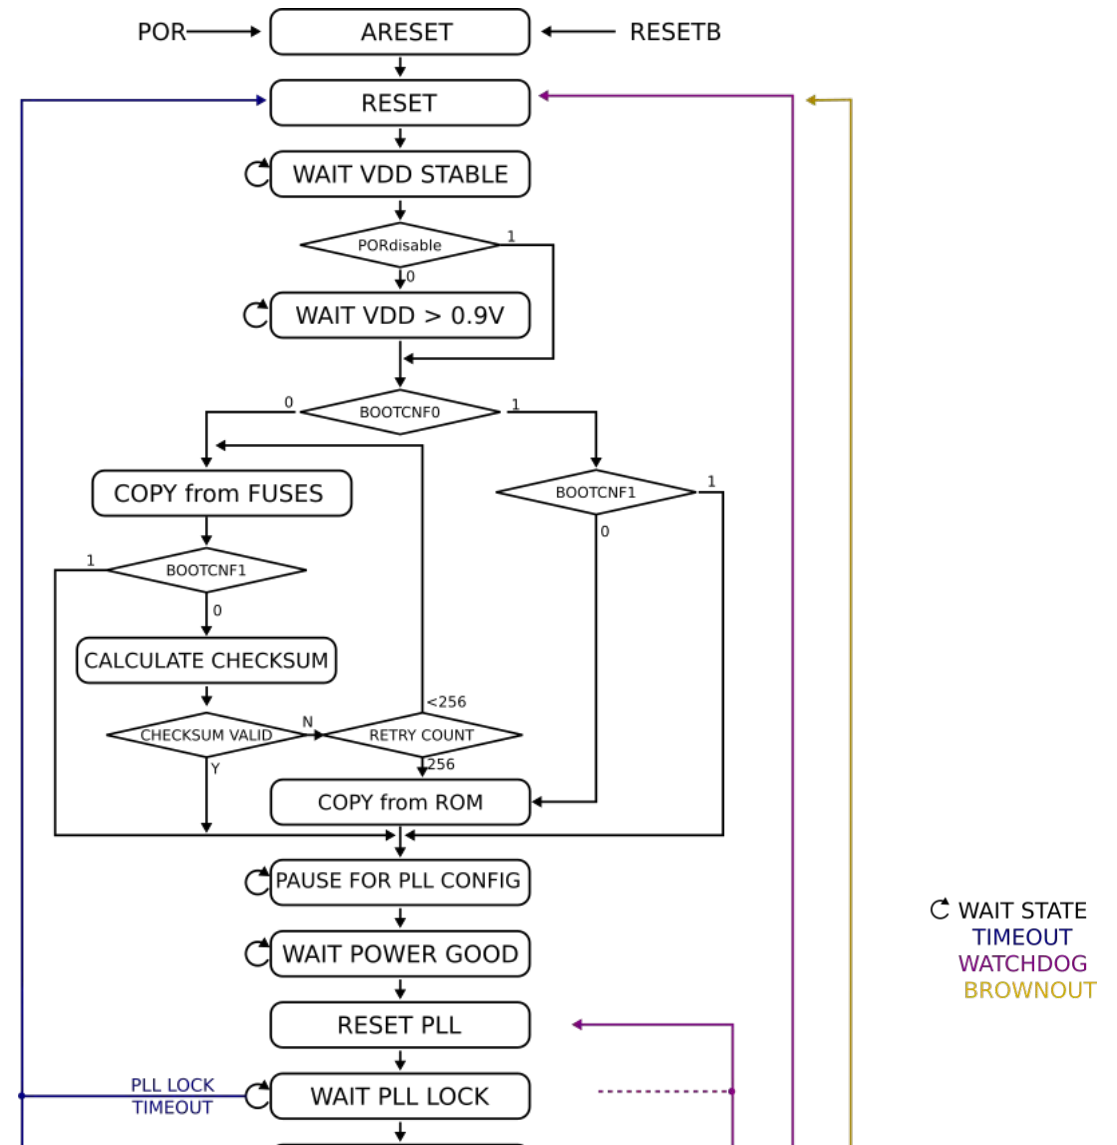 POR
ARESET
RESETB
RESET
WAIT VDD STABLE
PORdisable
1
0
WAIT VDD > 0.9V
0
BOOTCNF0
1
COPY from FUSES
BOOTCNF1
1
0
1
BOOTCNF1
0
CALCULATE CHECKSUM
<256
CHECKSUM VALID
N
RETRY COUNT
Y
256
COPY from ROM
PAUSE FOR PLL CONFIG
WAIT STATE
TIMEOUT
WATCHDOG
BROWNOUT
WAIT POWER GOOD
RESET PLL
PLL LOCK
TIMEOUT
WAIT PLL LOCK